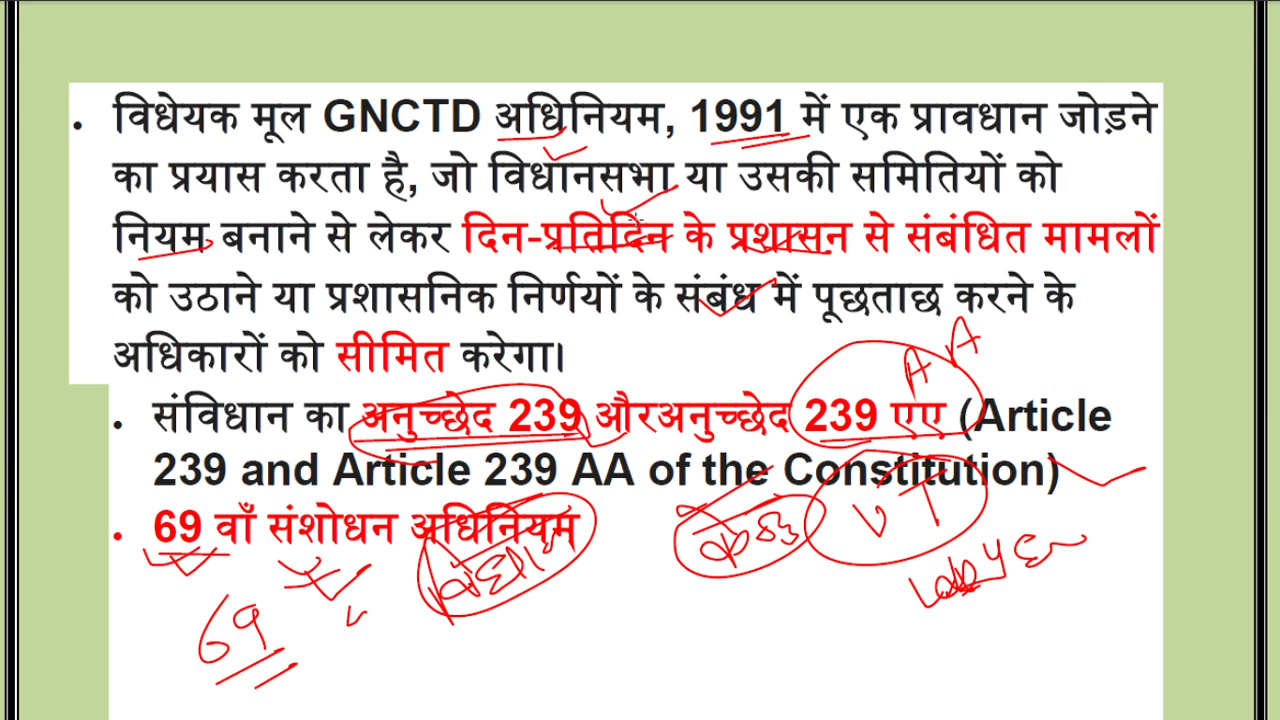 • विधेयक मूल GNCTD अधिनियम, 1991 में एक प्रावधान जोड़ने
का प्रयास करता है, जो विधानसभा या उसकी समितियों को
नियम बनाने से लेकर दिन-प्रतिदिन के प्रशासन से संबंधित मामलों
को उठाने या प्रशासनिक निर्णयों के संबंध में पूछताछ करने के
अधिकारों को सीमित करेगा।
AA
• संविधान का अनुच्छेद 239 औरअनुच्छेद 239 एए (Article
239 and Article 239 AA of the Constitution)
• 69 वाँ संशोधन अधिनियम
UT
69